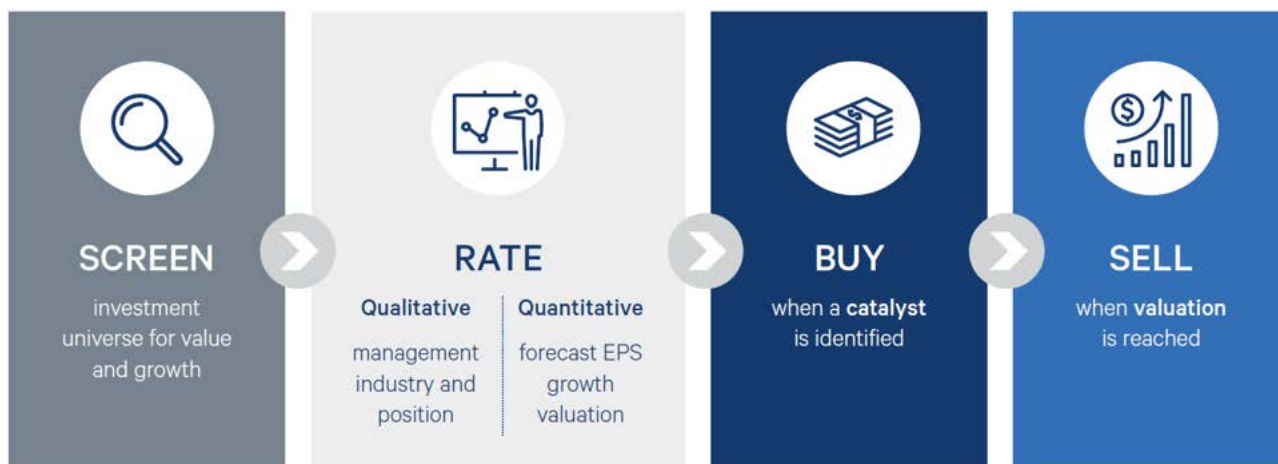 SCREEN
investment
universe for value
and growth
RATE
Qualitative
management
industry and
position
Quantitative
forecast EPS
growth
valuation
BUY
when a catalyst
is identified
SELL
when valuation
is reached
$
$